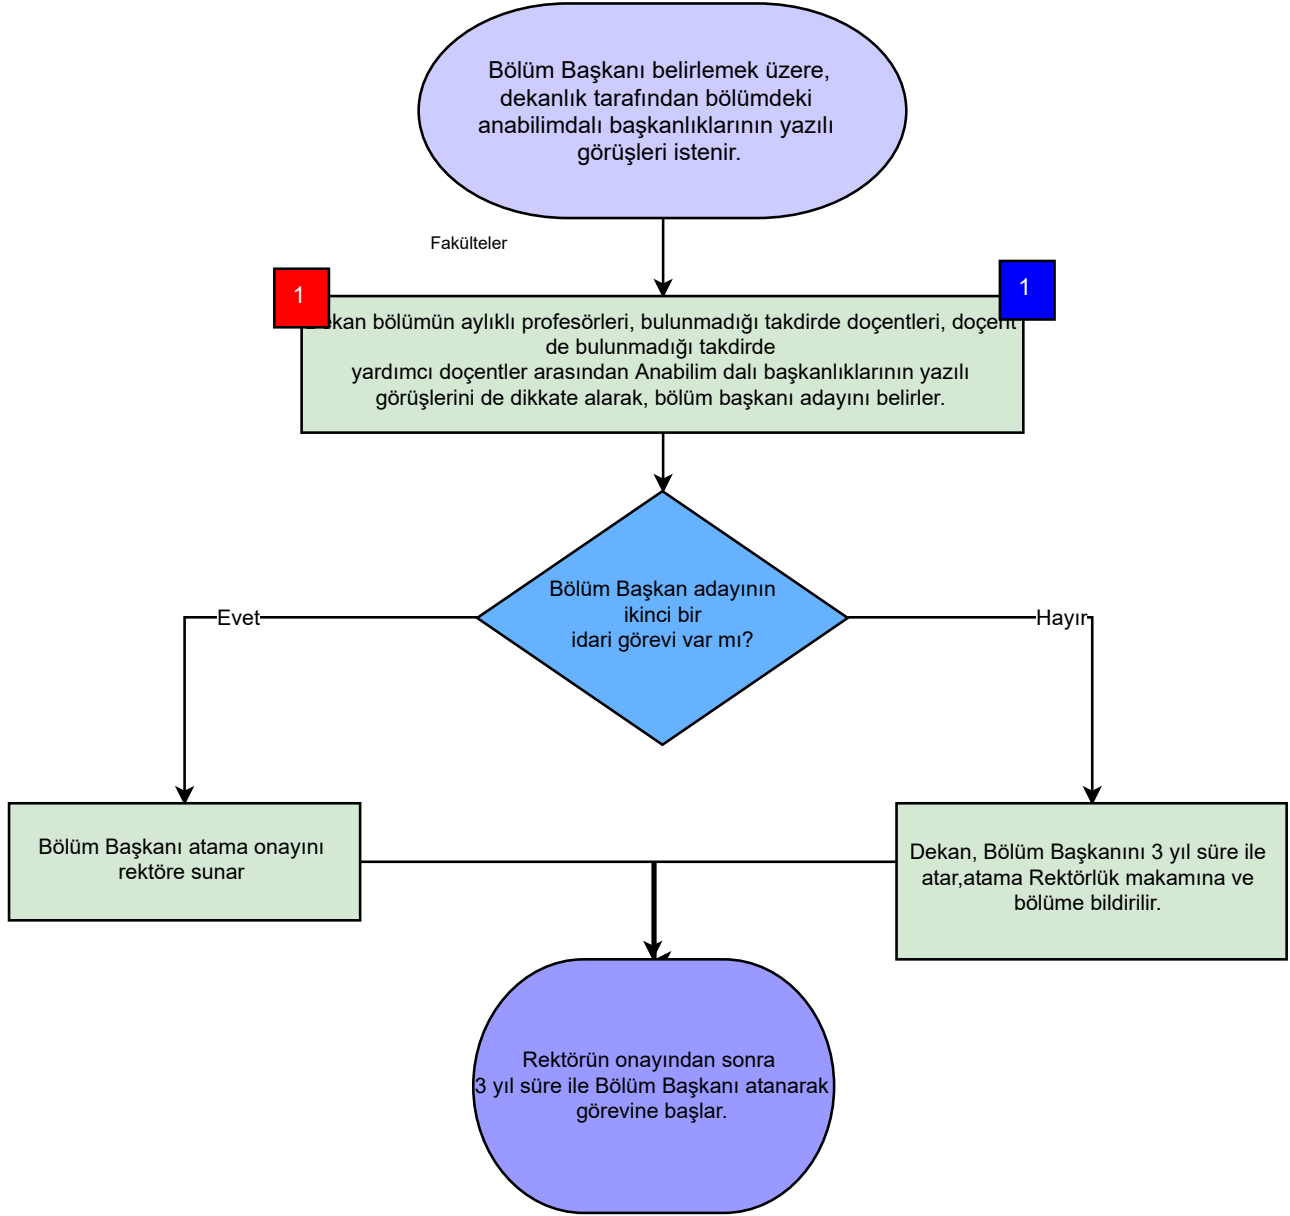 Bölüm Başkanı belirlemek üzere,
dekanlık tarafından bölümdeki
anabilimdalı başkanlıklarının yazılı
görüşleri istenir.
Fakülteler
1
1
Dekan bölümün aylıklı profesörleri, bulunmadığı takdirde doçentleri, doçent
de bulunmadığı takdirde
yardımcı doçentler arasından Anabilim dalı başkanlıklarının yazılı
görüşlerini de dikkate alarak, bölüm başkanı adayını belirler.
Bölüm Başkan adayının
ikinci bir
idari görevi var mı?
Evet
Hayır
Bölüm Başkanı atama onayını
rektöre sunar
Dekan, Bölüm Başkanını 3 yıl süre ile
atar,atama Rektörlük makamına ve
bölüme bildirilir.
Rektörün onayından sonra
3 yıl süre ile Bölüm Başkanı atanarak
görevine başlar.